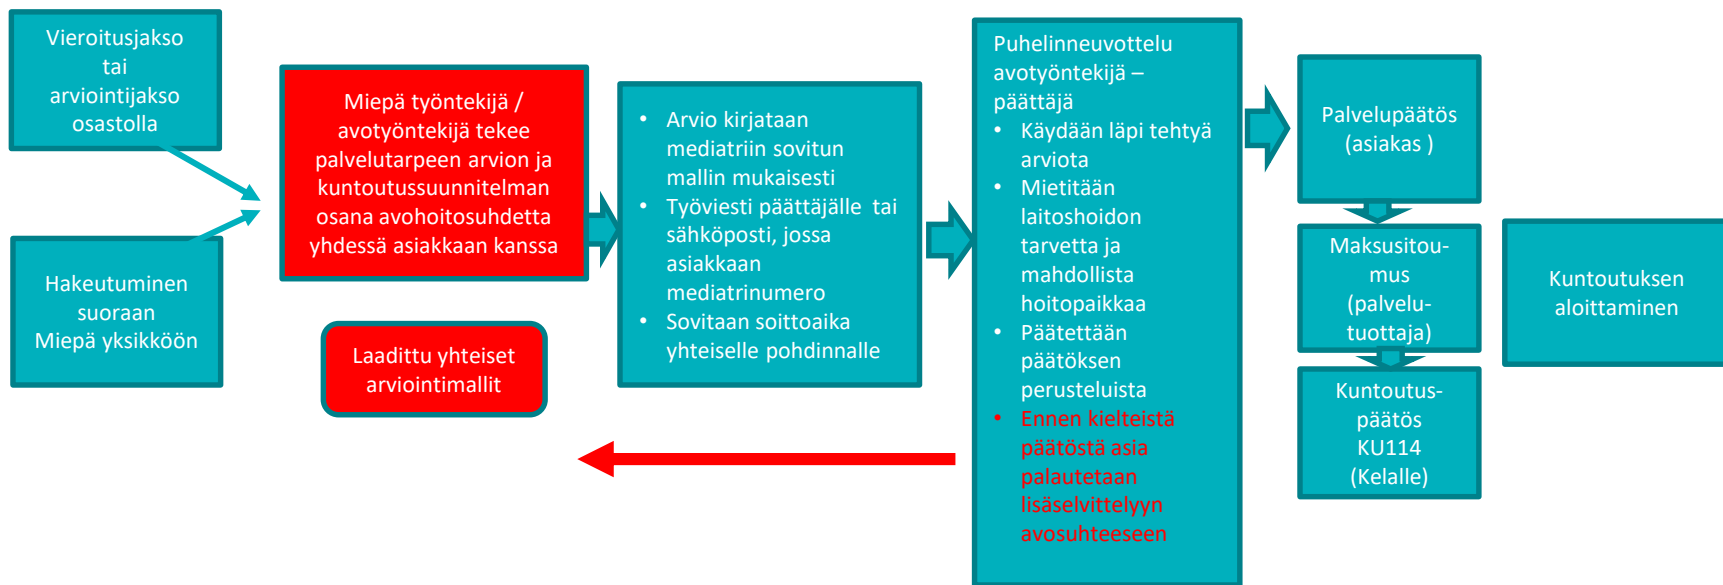 Vieroitusjakso
tai
arviointijakso
osastolla
Hakeutuminen
suoraan
Miepä yksikköön
Miepä työntekijä /
avotyöntekijä tekee
palvelutarpeen arvion ja
kuntoutussuunnitelman
osana avohoitosuhdetta
yhdessä asiakkaan kanssa
Laadittu yhteiset
arviointimallit
• Arvio kirjataan
mediatriin sovitun
mallin mukaisesti
• Työviesti päättäjälle tai
sähköposti, jossa
asiakkaan
mediatrinumero
• Sovitaan soittoaika
yhteiselle pohdinnalle
Puhelinneuvottelu
avotyöntekijä –
päättäjä
• Käydään läpi tehtyä
arviota
• Mietitään
laitoshoidon
tarvetta ja
mahdollista
hoitopaikkaa
• Päätettään
päätöksen
perusteluista
• Ennen kielteistä
päätöstä asia
palautetaan
lisäselvittelyyn
avosuhteeseen
Palvelupäätös
(asiakas )
Maksusitou-
mus
(palvelu-
tuottaja)
Kuntoutus-
päätös
KU114
(Kelalle)
Kuntoutuksen
aloittaminen